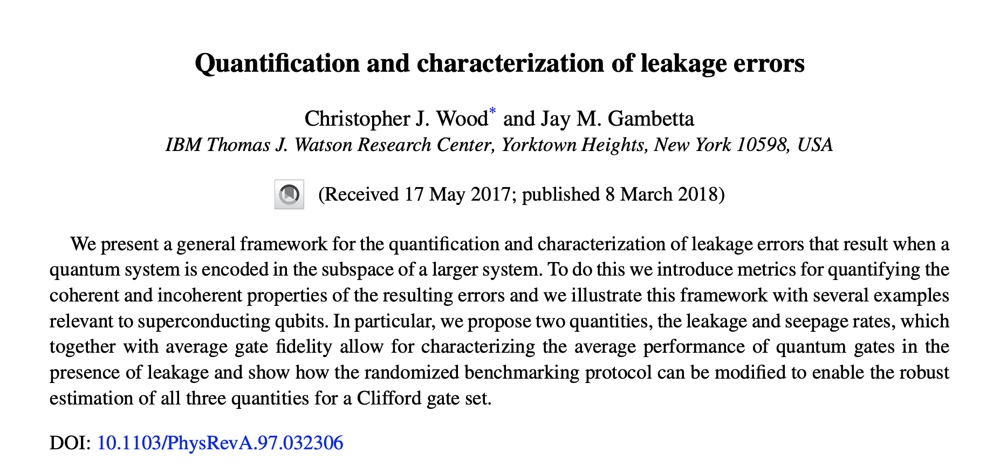 Quantification and characterization of leakage errors
Christopher J. Wood* and Jay M. Gambetta
IBM Thomas J. Watson Research Center, Yorktown Heights, New York 10598, USA
(Received 17 May 2017; published 8 March 2018)
We present a general framework for the quantification and characterization of leakage errors that result when a
quantum system is encoded in the subspace of a larger system. To do this we introduce metrics for quantifying the
coherent and incoherent properties of the resulting errors and we illustrate this framework with several examples
relevant to superconducting qubits. In particular, we propose two quantities, the leakage and seepage rates, which
together with average gate fidelity allow for characterizing the average performance of quantum gates in the
presence of leakage and show how the randomized benchmarking protocol can be modified to enable the robust
estimation of all three quantities for a Clifford gate set.
DOI: 10.1103/PhysRevA.97.032306